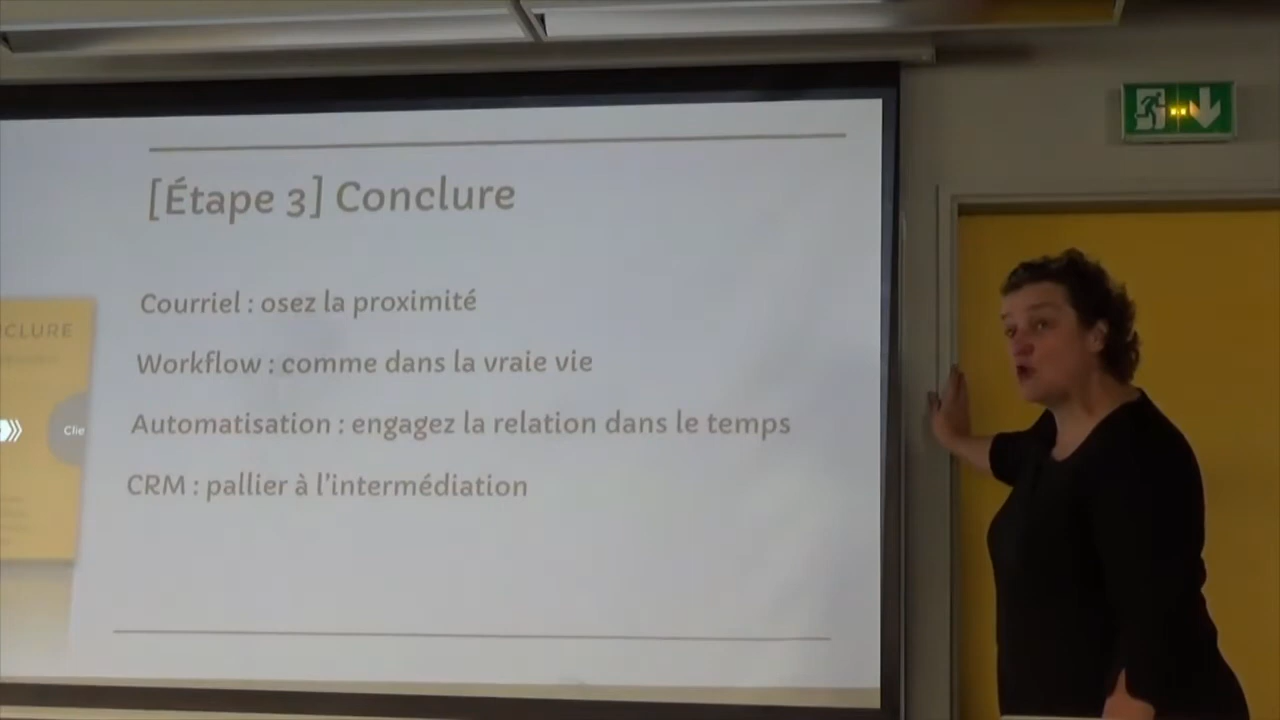 [Étape 3] Conclure
Courriel : osez la proximité
Workflow : comme dans la vraie vie
Automatisation : engagez la relation dans le temps
CRM : pallier à l'intermédiation
NCLURE
Clie